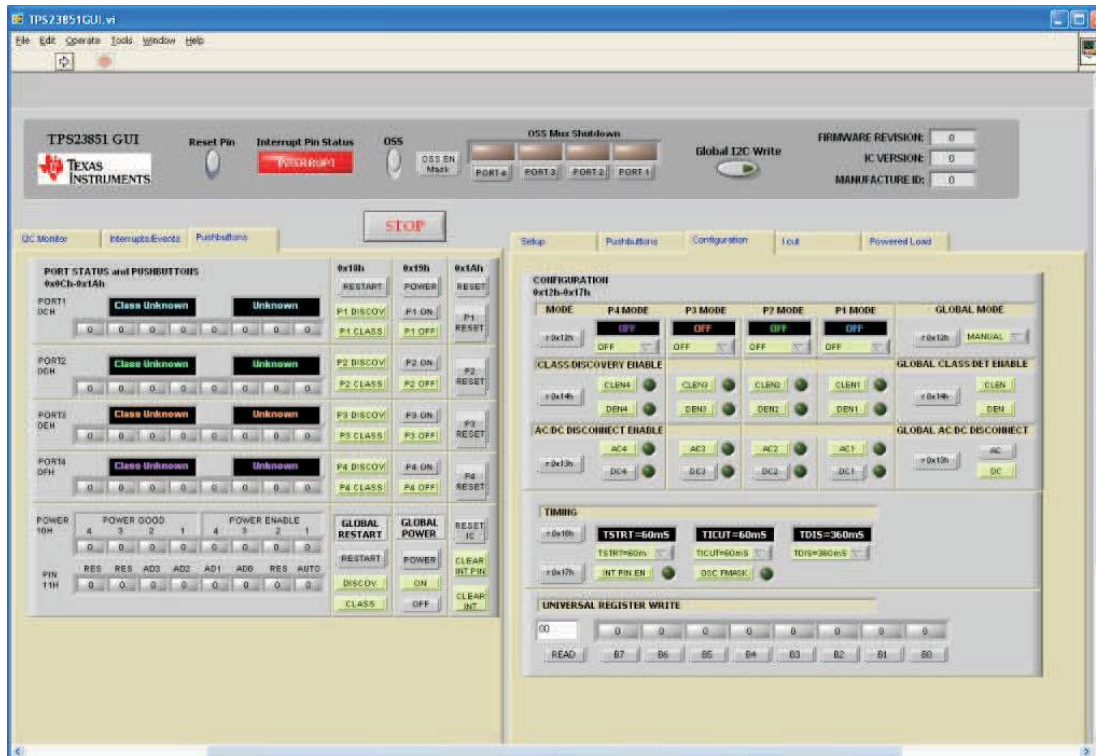 TPS23851GUI.vi
File Edit Operate Tools Window Help
TPS23851 GUI
TEXAS INSTRUMENTS
Reset Pin
Interrupt Pin Status
INTERRUPT
OSS
OSS EN Mask
OSS Mux Shutdown
PORT 4 PORT 3 PORT 2 PORT 1
Global I2C Write
FIRMWARE REVISION: 0
IC VERSION: 0
MANUFACTURE ID: 0
STOP
I2C Monitor Interrupts/Events Pushbuttons
PORT STATUS and PUSHBUTTONS
0x0Ch-0x1Ah
0x18h 0x19h 0x1Ah
RESTART POWER RESET
PORT1
0CH
Class Unknown Unknown
0 0 0 0 0 0 0 0
P1 DISCOV P1 ON P1 RESET
P1 CLASS P1 OFF
PORT2
0DH
Class Unknown Unknown
0 0 0 0 0 0 0 0
P2 DISCOV P2 ON P2 RESET
P2 CLASS P2 OFF
PORT3
0EH
Class Unknown Unknown
0 0 0 0 0 0 0 0
P3 DISCOV P3 ON P3 RESET
P3 CLASS P3 OFF
PORT4
0FH
Class Unknown Unknown
0 0 0 0 0 0 0 0
P4 DISCOV P4 ON P4 RESET
P4 CLASS P4 OFF
POWER
10H
POWER GOOD POWER ENABLE
4 3 2 1 4 3 2 1
0 0 0 0 0 0 0 0
PIN
11H
RES RES AD3 AD2 AD1 AD0 RES AUTO
0 0 0 0 0 0 0 0
GLOBAL RESTART
RESTART
DISCOV
CLASS
GLOBAL POWER
POWER
ON
OFF
RESET IC
CLEAR INT PIN
CLEAR INT
Setup Pushbuttons Configuration I out Powered Load
CONFIGURATION
0x12h-0x17h
MODE P4 MODE P3 MODE P2 MODE P1 MODE GLOBAL MODE
OFF OFF OFF OFF
r 0x12h OFF OFF OFF OFF r 0x12h MANUAL
CLASS DISCOVERY ENABLE GLOBAL CLASS DET ENABLE
CLEN4 CLEN3 CLEN2 CLEN1 CLEN
r 0x14h r 0x14h
DEN4 DEN3 DEN2 DEN1 DEN
AC DC DISCONNECT ENABLE GLOBAL AC DC DISCONNECT
AC4 AC3 AC2 AC1 AC
r 0x13h r 0x13h
DC4 DC3 DC2 DC1 DC
TIMING
r 0x16h TSTRT=60mS TICUT=60mS TDIS=360mS
TSTRT=60m TICUT=60mS TDIS=360mS
r 0x17h INT PIN EN OSC FMASK
UNIVERSAL REGISTER WRITE
00 0 0 0 0 0 0 0 0
READ B7 B6 B5 B4 B3 B2 B1 B0